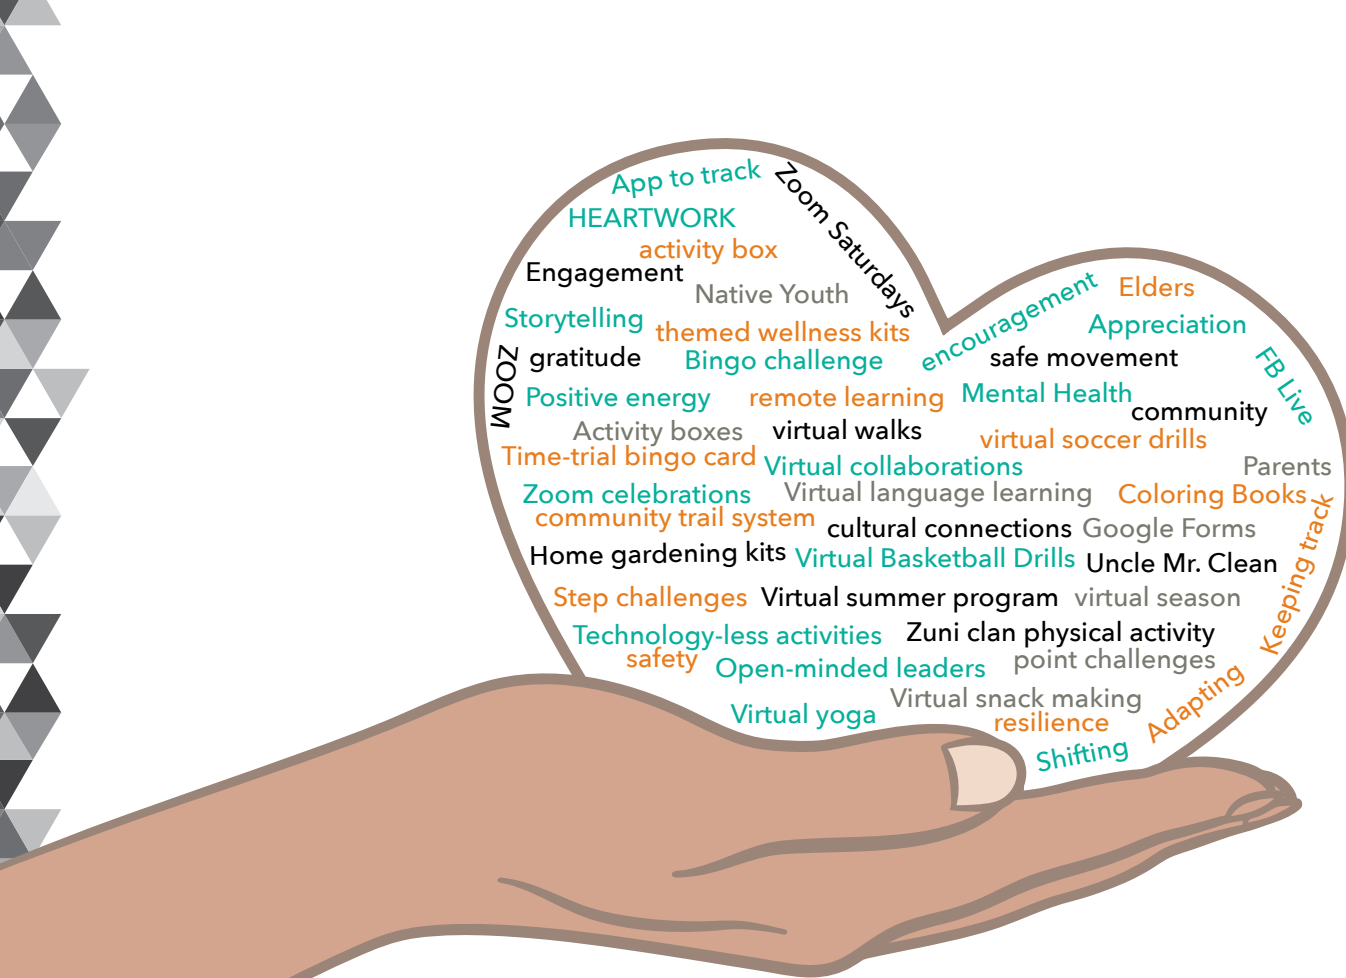 App to track
Zoom Saturdays
HEARTWORK
activity box
Engagement
Native Youth
encouragement
Elders
Storytelling
themed wellness kits
Appreciation
ZOOM
gratitude
Bingo challenge
safe movement
FB Live
Positive energy
remote learning
Mental Health
community
Activity boxes
virtual walks
virtual soccer drills
Time-trial bingo card
Virtual collaborations
Parents
Zoom celebrations
Virtual language learning
Coloring Books
community trail system
cultural connections
Google Forms
Keeping track
Home gardening kits
Virtual Basketball Drills
Uncle Mr. Clean
Step challenges
Virtual summer program
virtual season
Technology-less activities
Zuni clan physical activity
safety
Open-minded leaders
point challenges
Virtual snack making
Adapting
Virtual yoga
resilience
Shifting